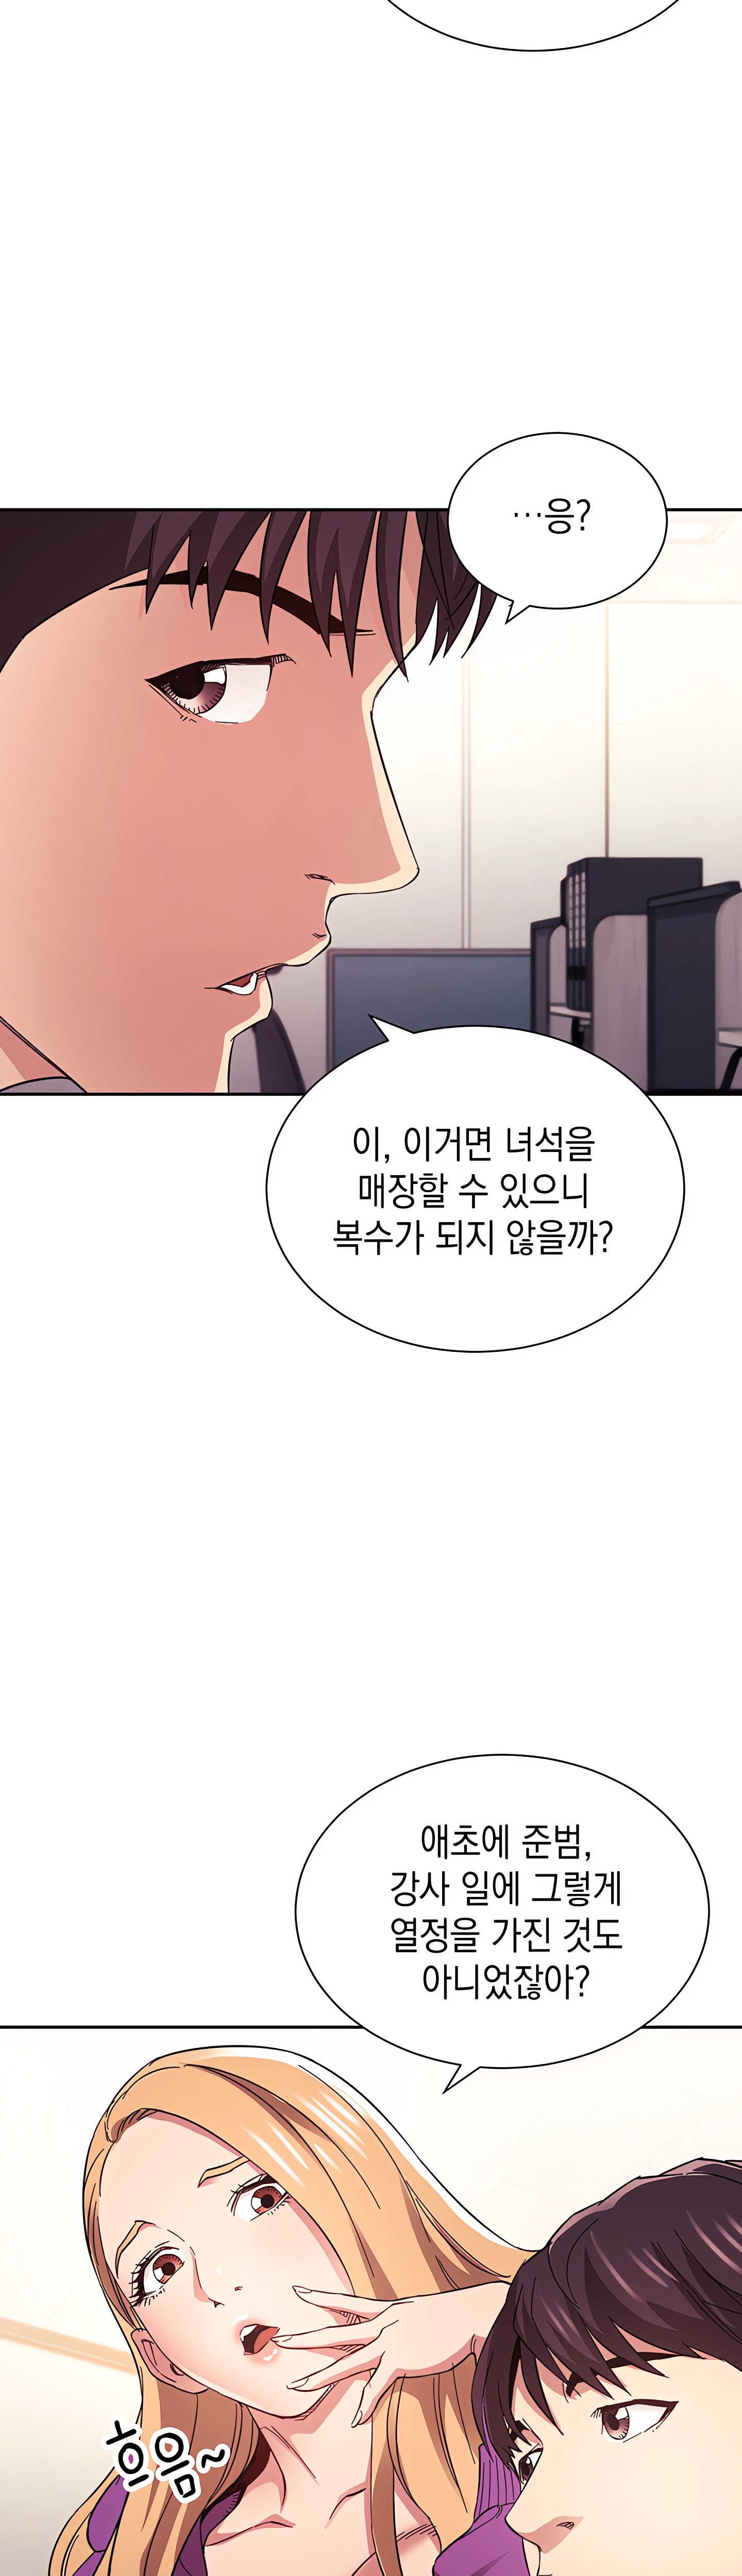 …응?
이, 이거면 녀석을
매장할 수 있으니
복수가 되지 않을까?
애초에 준범,
강사 일에 그렇게
열정을 가진 것도
아니었잖아?
흐음~